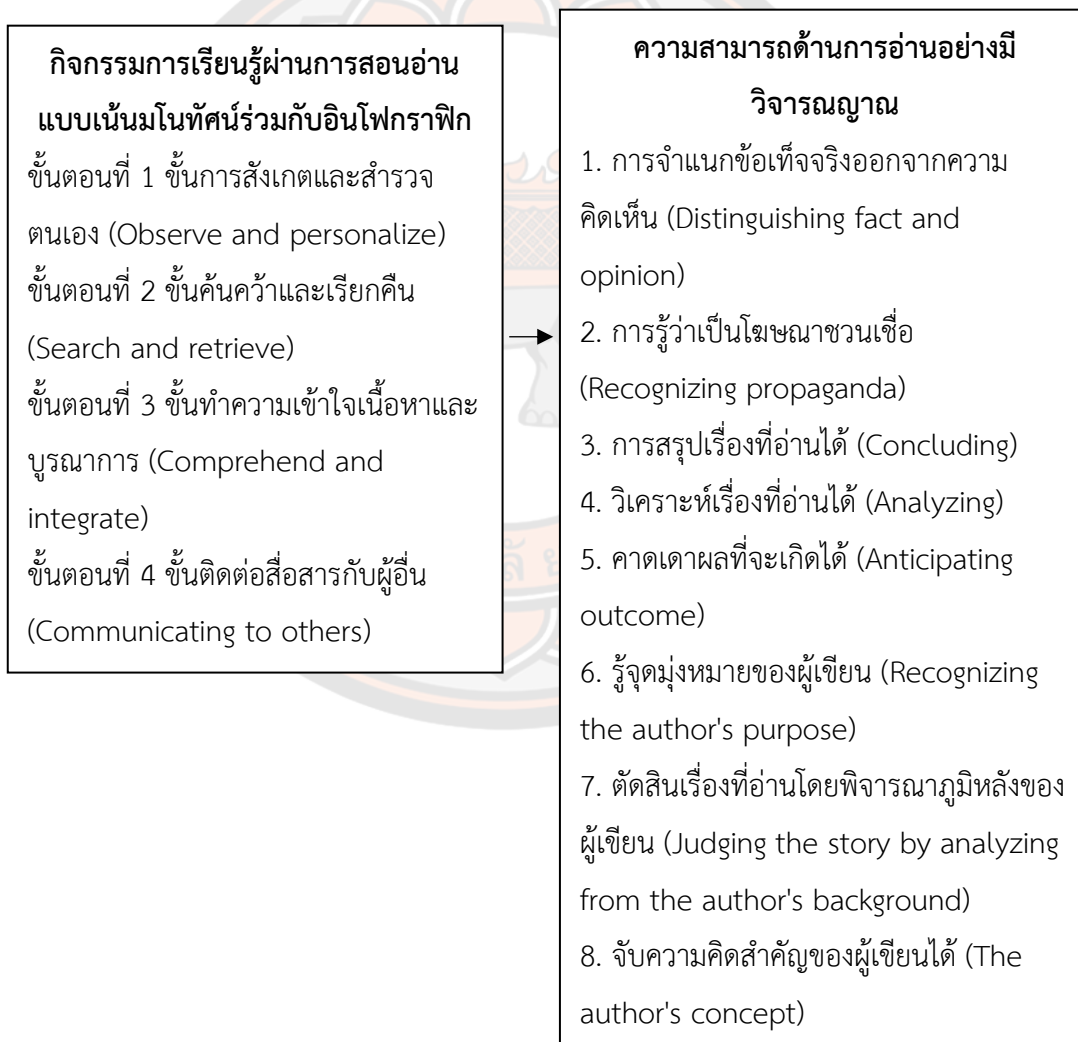 กิจกรรมการเรียนรู้ผ่านการสอนอ่าน
แบบเน้นมโนทัศน์ร่วมกับอินโฟกราฟิก
ขั้นตอนที่ 1 ขั้นการสังเกตและสำรวจ
ตนเอง (Observe and personalize)
ขั้นตอนที่ 2 ขั้นค้นคว้าและเรียกคืน
(Search and retrieve)
ขั้นตอนที่ 3 ขั้นทำความเข้าใจเนื้อหาและ
บูรณาการ (Comprehend and
integrate)
ขั้นตอนที่ 4 ขั้นติดต่อสื่อสารกับผู้อื่น
(Communicating to others)
ความสามารถด้านการอ่านอย่างมี
วิจารณญาณ
1. การจำแนกข้อเท็จจริงออกจากความ
คิดเห็น (Distinguishing fact and
opinion)
2. การรู้ว่าเป็นโฆษณาชวนเชื่อ
(Recognizing propaganda)
3. การสรุปเรื่องที่อ่านได้ (Concluding)
4. วิเคราะห์เรื่องที่อ่านได้ (Analyzing)
5. คาดเดาผลที่จะเกิดได้ (Anticipating
outcome)
6. รู้จุดมุ่งหมายของผู้เขียน (Recognizing
the author's purpose)
7. ตัดสินเรื่องที่อ่านโดยพิจารณาภูมิหลังของ
ผู้เขียน (Judging the story by analyzing
from the author's background)
8. จับความคิดสำคัญของผู้เขียนได้ (The
author's concept)